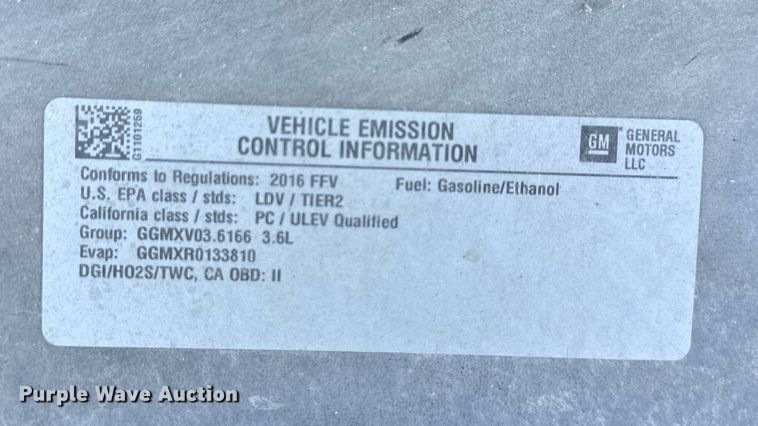 G1101259
VEHICLE EMISSION
CONTROL INFORMATION
GM
GENERAL
MOTORS
LLC
Conforms to Regulations: 2016 FFV Fuel: Gasoline/Ethanol
U.S. EPA class / stds: LDV / TIER2
California class / stds: PC / ULEV Qualified
Group: GGMXV03.6166 3.6L
Evap: GGMXR0133810
DGI/HO2S/TWC, CA OBD: II
Purple Wave Auction